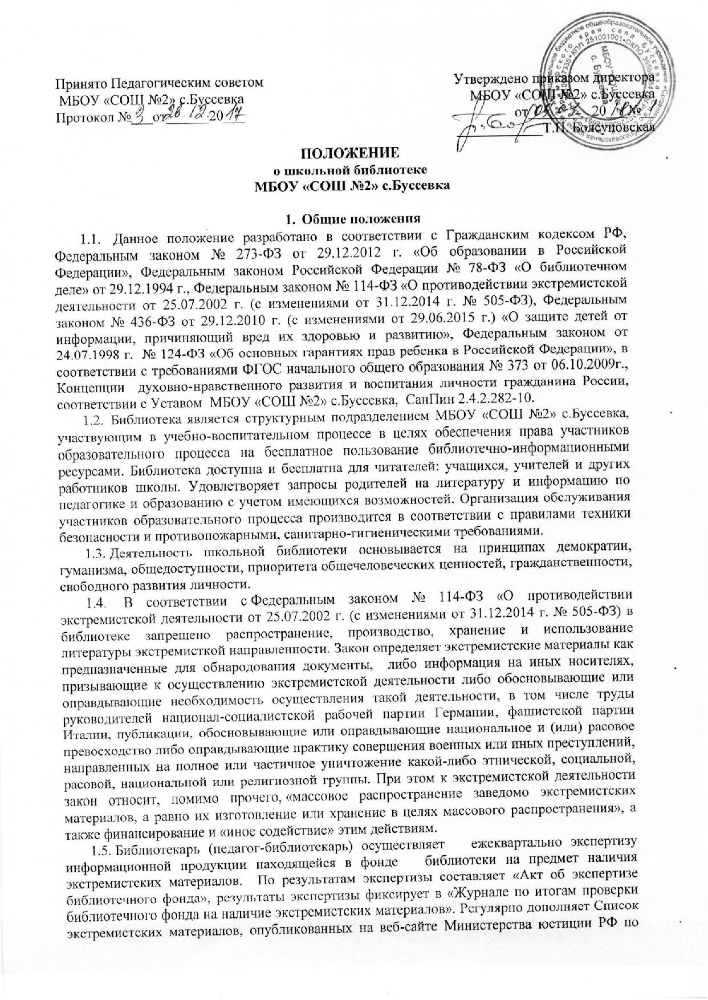 Принято Педагогическим советом
МБОУ «СОШ №2» с.Буссевка
Протокол № 3 от 26.12.2017
Утверждено приказом директора
МБОУ «СОШ №2» с.Буссевка
от 2018 №
Т.П. Болсуновская
ПОЛОЖЕНИЕ
о школьной библиотеке
МБОУ «СОШ №2» с.Буссевка
1. Общие положения
1.1. Данное положение разработано в соответствии с Гражданским кодексом РФ,
Федеральным законом № 273-ФЗ от 29.12.2012 г. «Об образовании в Российской
Федерации», Федеральным законом Российской Федерации № 78-ФЗ «О библиотечном
деле» от 29.12.1994 г., Федеральным законом № 114-ФЗ «О противодействии экстремистской
деятельности от 25.07.2002 г. (с изменениями от 31.12.2014 г. № 505-ФЗ), Федеральным
законом № 436-ФЗ от 29.12.2010 г. (с изменениями от 29.06.2015 г.) «О защите детей от
информации, причиняющий вред их здоровью и развитию», Федеральным законом от
24.07.1998 г. № 124-ФЗ «Об основных гарантиях прав ребенка в Российской Федерации», в
соответствии с требованиями ФГОС начального общего образования № 373 от 06.10.2009г.,
Концепции духовно-нравственного развития и воспитания личности гражданина России,
соответствии с Уставом МБОУ «СОШ №2» с.Буссевка, СанПин 2.4.2.282-10.
1.2. Библиотека является структурным подразделением МБОУ «СОШ №2» с.Буссевка,
участвующим в учебно-воспитательном процессе в целях обеспечения права участников
образовательного процесса на бесплатное пользование библиотечно-информационными
ресурсами. Библиотека доступна и бесплатна для читателей: учащихся, учителей и других
работников школы. Удовлетворяет запросы родителей на литературу и информацию по
педагогике и образованию с учетом имеющихся возможностей. Организация обслуживания
участников образовательного процесса производится в соответствии с правилами техники
безопасности и противопожарными, санитарно-гигиеническими требованиями.
1.3. Деятельность школьной библиотеки основывается на принципах демократии,
гуманизма, общедоступности, приоритета общечеловеческих ценностей, гражданственности,
свободного развития личности.
1.4. В соответствии с Федеральным законом № 114-ФЗ «О противодействии
экстремистской деятельности от 25.07.2002 г. (с изменениями от 31.12.2014 г. № 505-ФЗ) в
библиотеке запрещено распространение, производство, хранение и использование
литературы экстремисткой направленности. Закон определяет экстремистские материалы как
предназначенные для обнародования документы, либо информация на иных носителях,
призывающие к осуществлению экстремистской деятельности либо обосновывающие или
оправдывающие необходимость осуществления такой деятельности, в том числе труды
руководителей национал-социалистской рабочей партии Германии, фашистской партии
Италии, публикации, обосновывающие или оправдывающие национальное и (или) расовое
превосходство либо оправдывающие практику совершения военных или иных преступлений,
направленных на полное или частичное уничтожение какой-либо этнической, социальной,
расовой, национальной или религиозной группы. При этом к экстремистской деятельности
закон относит, помимо прочего, «массовое распространение заведомо экстремистских
материалов, а равно их изготовление или хранение в целях массового распространения», а
также финансирование и «иное содействие» этим действиям.
1.5. Библиотекарь (педагог-библиотекарь) осуществляет ежеквартально экспертизу
информационной продукции находящейся в фонде библиотеки на предмет наличия
экстремистских материалов. По результатам экспертизы составляет «Акт об экспертизе
библиотечного фонда», результаты экспертизы фиксирует в «Журнале по итогам проверки
библиотечного фонда на наличие экстремистских материалов». Регулярно дополняет Список
экстремистских материалов, опубликованных на веб-сайте Министерства юстиции РФ по